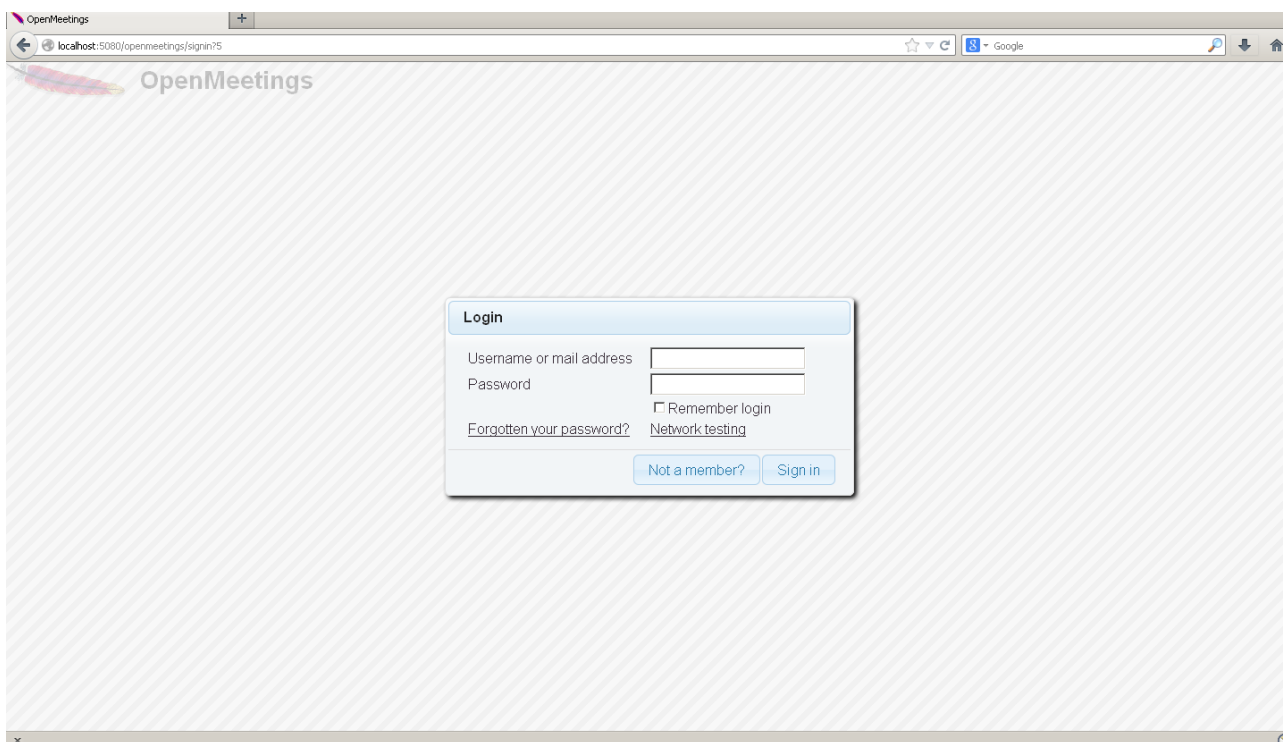 OpenMeetings
localhost:5080/openmeetings/signin?5
Google
OpenMeetings
Login
Username or mail address
Password
Remember login
Forgotten your password? Network testing
Not a member? Sign in